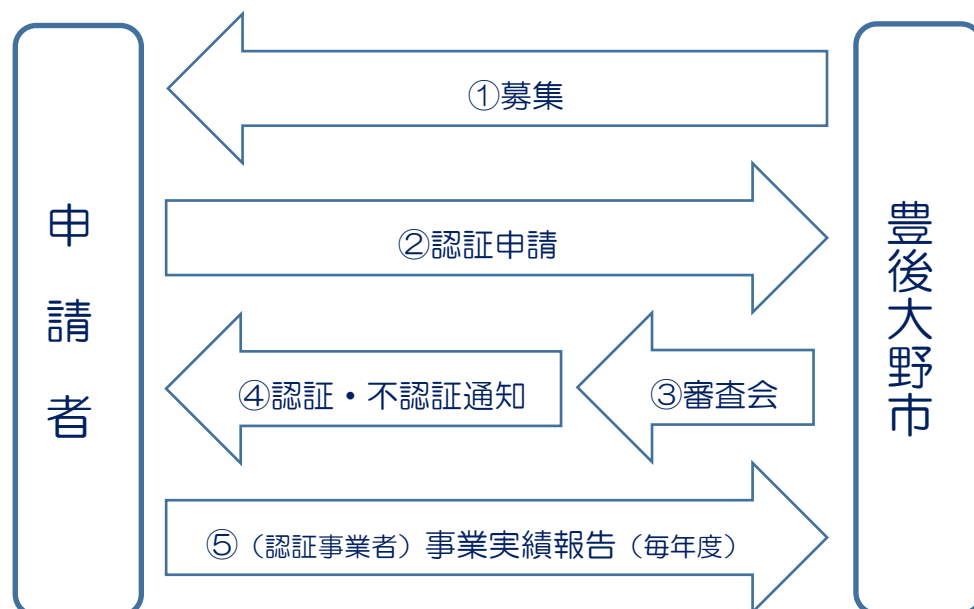 申請者
①募集
②認証申請
④認証・不認証通知
③審査会
⑤（認証事業者）事業実績報告（毎年度）
豊後大野市